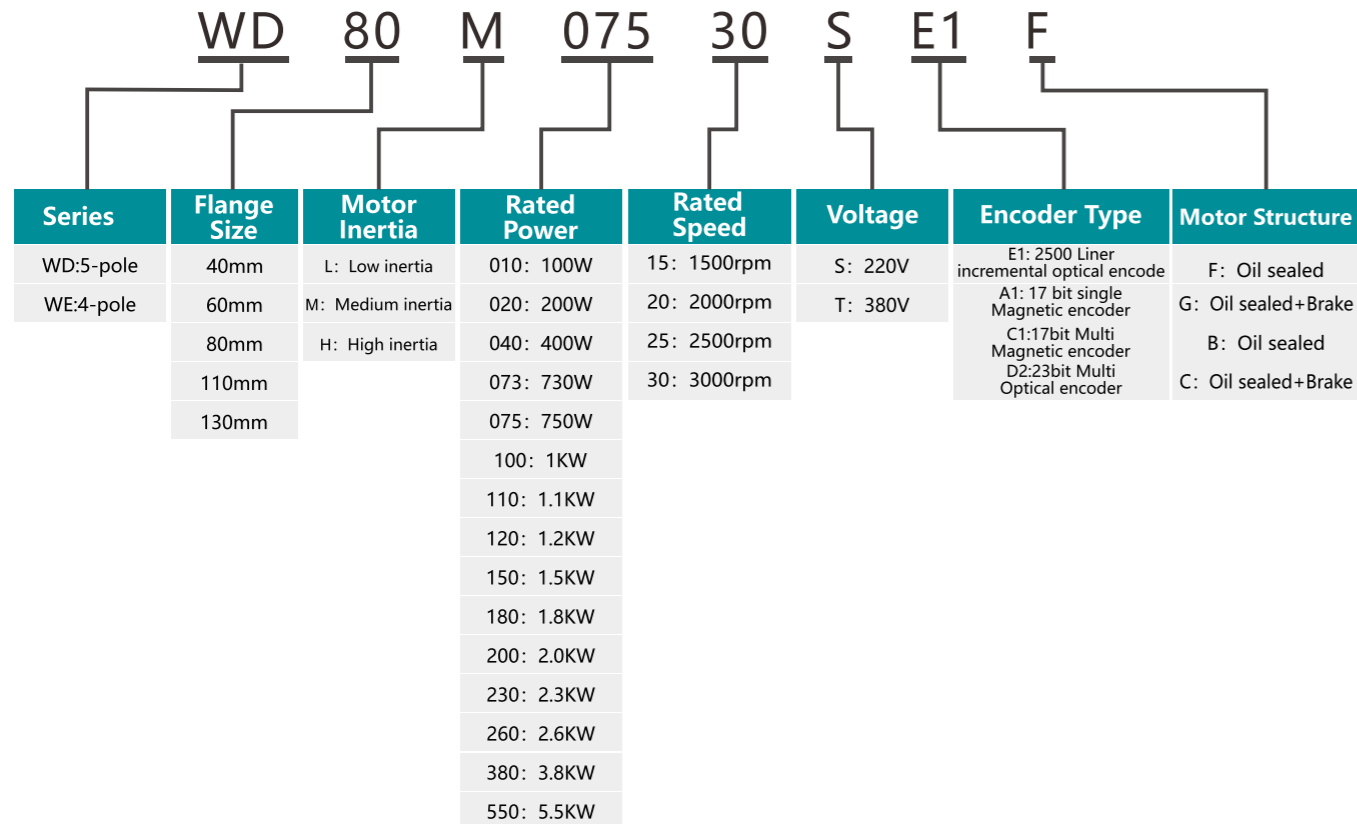 WD 80 M 075 30 S E1 F
Series
WD:5-pole
WE:4-pole
Flange
Size
40mm
60mm
80mm
110mm
130mm
Motor
Inertia
L: Low inertia
M: Medium inertia
H: High inertia
Rated
Power
010: 100W
020: 200W
040: 400W
073: 730W
075: 750W
100: 1KW
110: 1.1KW
120: 1.2KW
150: 1.5KW
180: 1.8KW
200: 2.0KW
230: 2.3KW
260: 2.6KW
380: 3.8KW
550: 5.5KW
Rated
Speed
15: 1500rpm
20: 2000rpm
25: 2500rpm
30: 3000rpm
Voltage
S: 220V
T: 380V
Encoder Type
E1: 2500 Liner
incremental optical encode
A1: 17 bit single
Magnetic encoder
C1:17bit Multi
Magnetic encoder
D2:23bit Multi
Optical encoder
Motor Structure
F: Oil sealed
G: Oil sealed+Brake
B: Oil sealed
C: Oil sealed+Brake